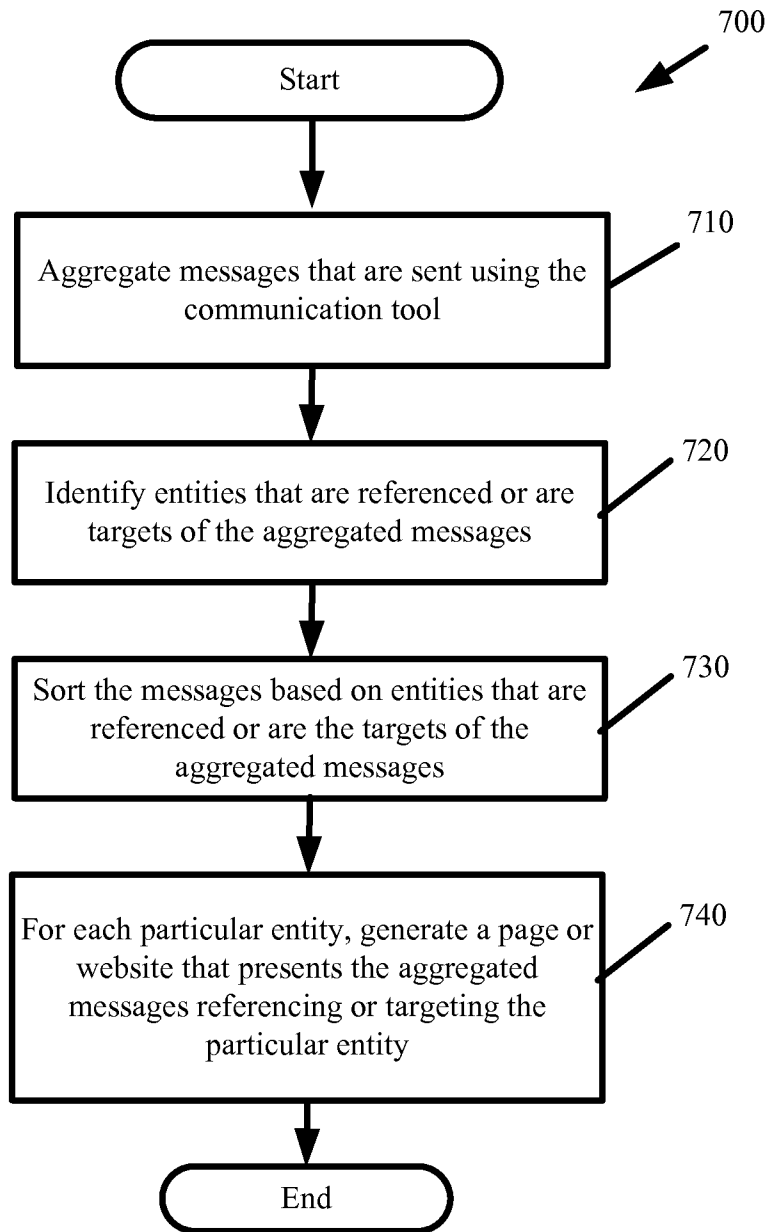 700
Start
710
Aggregate messages that are sent using the
communication tool
720
Identify entities that are referenced or are
targets of the aggregated messages
730
Sort the messages based on entities that are
referenced or are the targets of the
aggregated messages
740
For each particular entity, generate a page or
website that presents the aggregated
messages referencing or targeting the
particular entity
End